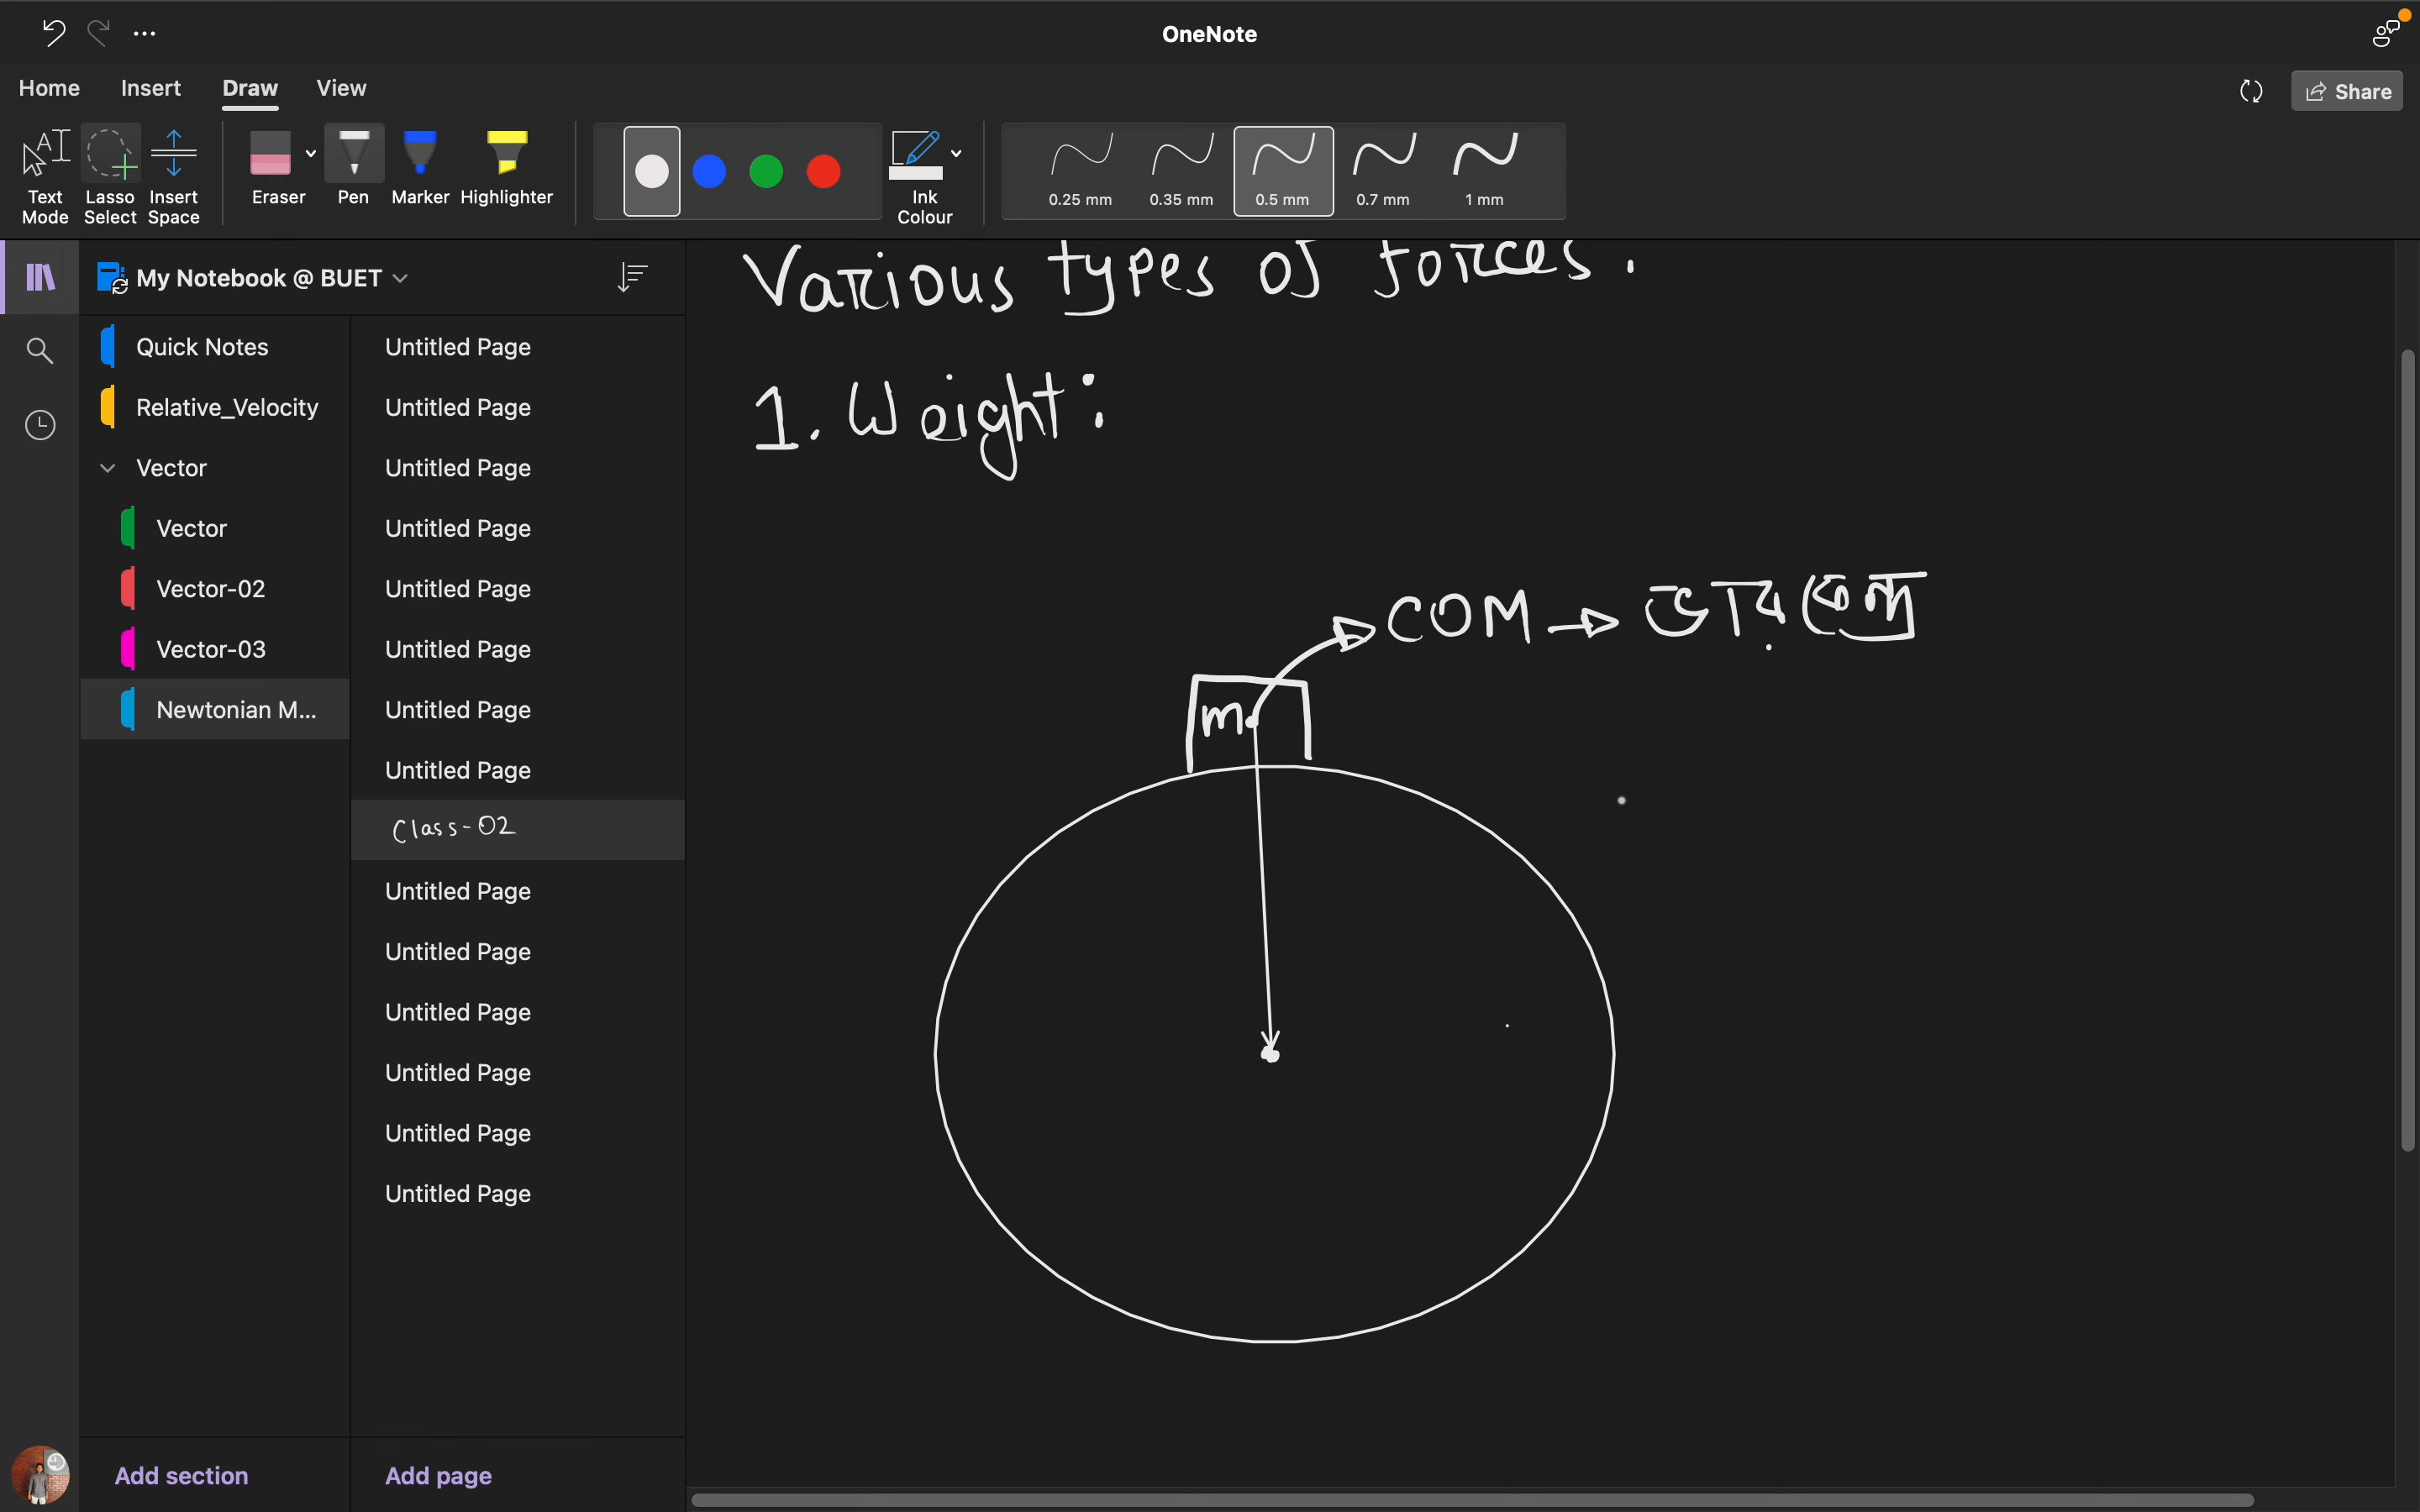 OneNote
Home Insert Draw View
Share
Text Mode
Lasso Select
Insert Space
Eraser
Pen
Marker
Highlighter
Ink Colour
0.25 mm
0.35 mm
0.5 mm
0.7 mm
1 mm
My Notebook @ BUET
Quick Notes
Relative_Velocity
Vector
Vector
Vector-02
Vector-03
Newtonian M...
Add section
Untitled Page
Untitled Page
Untitled Page
Untitled Page
Untitled Page
Untitled Page
Untitled Page
Untitled Page
Class-02
Untitled Page
Untitled Page
Untitled Page
Untitled Page
Untitled Page
Untitled Page
Add page
Various types of forces.
1. Weight:
COM → ভরকেন্দ্র
m